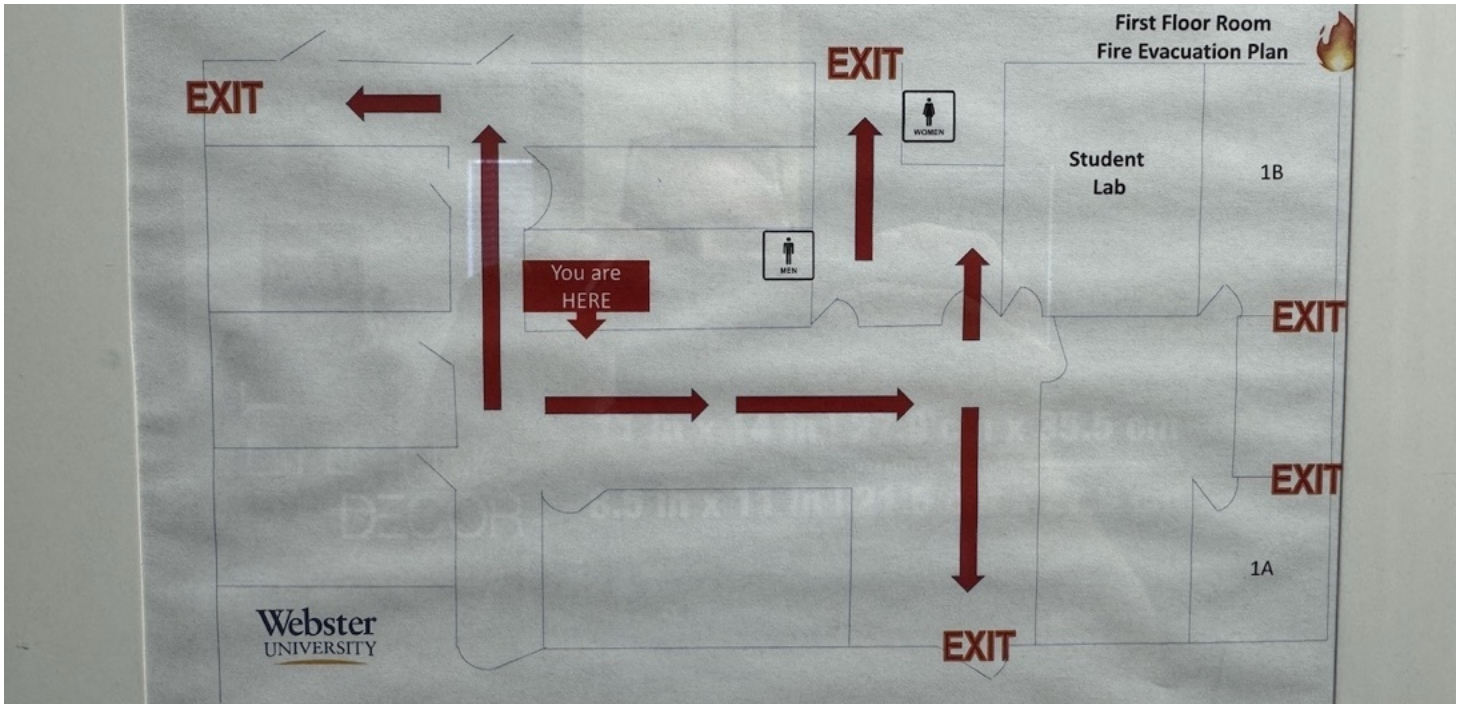 First Floor Room
Fire Evacuation Plan
EXIT
EXIT
WOMEN
Student
Lab
1B
MEN
You are
HERE
EXIT
DECOR
EXIT
1A
Webster
UNIVERSITY
EXIT